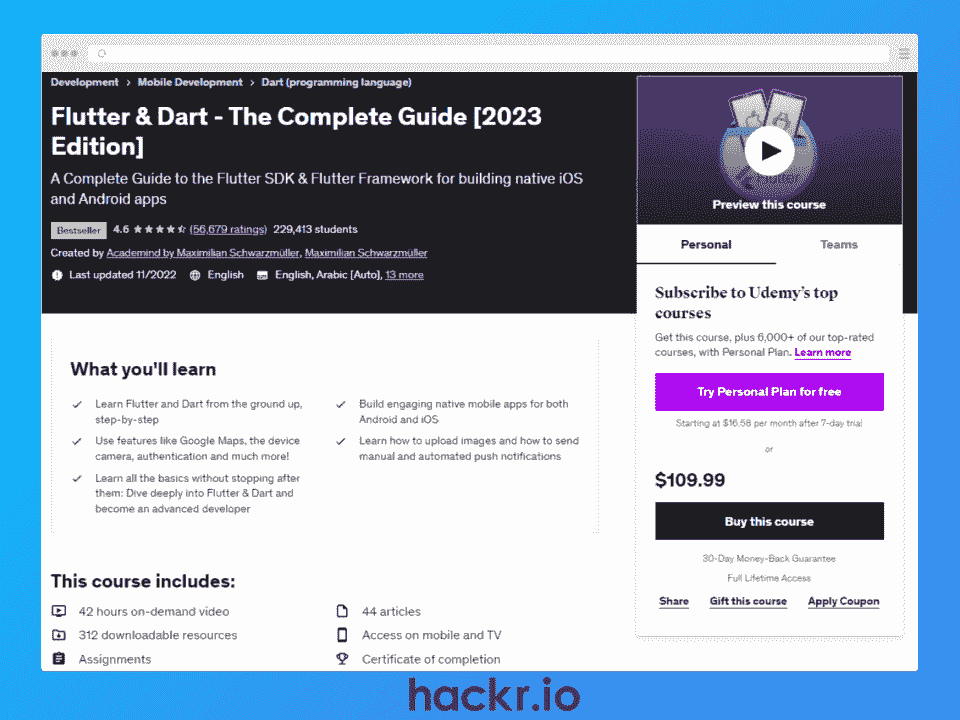 Development > Mobile Development > Dart (programming language)
Flutter & Dart - The Complete Guide [2023
Edition]
A Complete Guide to the Flutter SDK & Flutter Framework for building native iOS
and Android apps
Bestseller 4.6 (56,679 ratings) 229,413 students
Created by Academind by Maximilian Schwarzmüller, Maximilian Schwarzmüller
Last updated 11/2022 English English, Arabic [Auto], 13 more
Preview this course
Personal Teams
Subscribe to Udemy's top
courses
Get this course, plus 6,000+ of our top-rated
courses, with Personal Plan. Learn more
Try Personal Plan for free
Starting at $16.58 per month after 7-day trial
or
$109.99
Buy this course
30-Day Money-Back Guarantee
Full Lifetime Access
Share Gift this course Apply Coupon
What you'll learn
Learn Flutter and Dart from the ground up,
step-by-step
Use features like Google Maps, the device
camera, authentication and much more!
Learn all the basics without stopping after
them: Dive deeply into Flutter & Dart and
become an advanced developer
Build engaging native mobile apps for both
Android and iOS
Learn how to upload images and how to send
manual and automated push notifications
This course includes:
42 hours on-demand video
312 downloadable resources
Assignments
44 articles
Access on mobile and TV
Certificate of completion
hackr.io